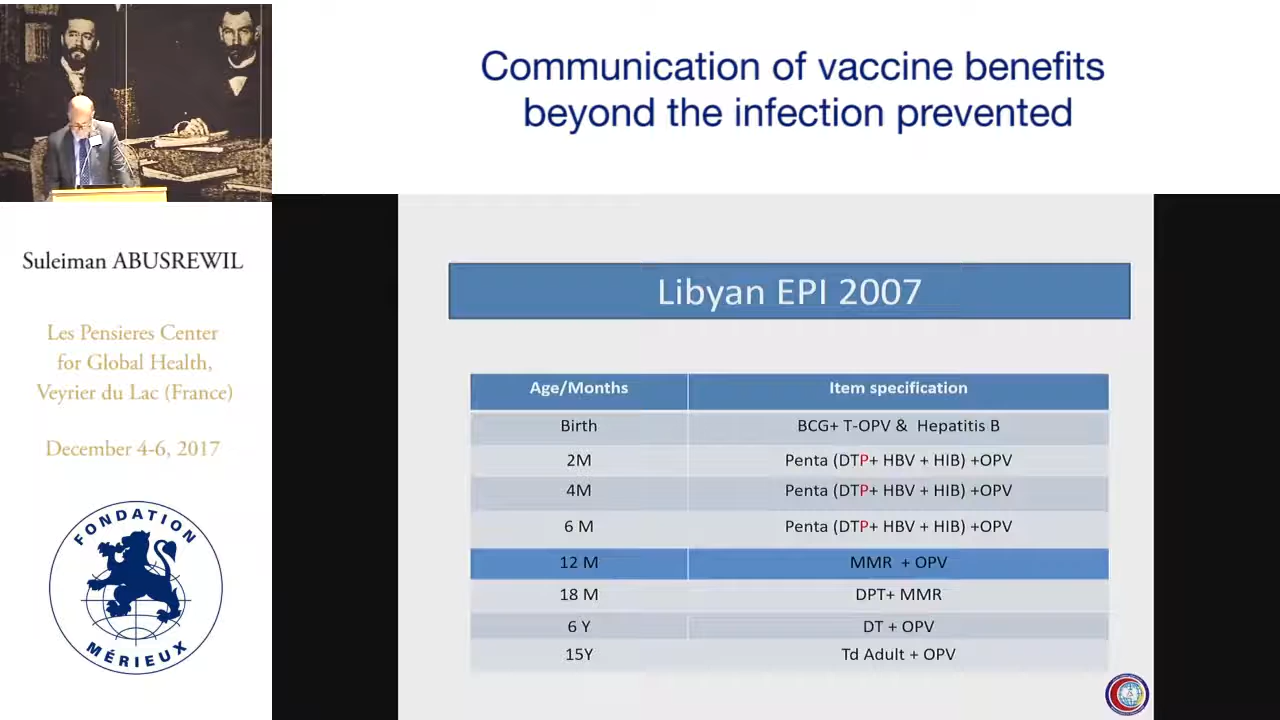 Communication of vaccine benefits
beyond the infection prevented
Suleiman ABUSREWIL
Les Pensieres Center
for Global Health,
Veyrier du Lac (France)
December 4-6, 2017
FONDATION
MÉRIEUX
Libyan EPI 2007
Age/Months Item specification
Birth BCG+ T-OPV & Hepatitis B
2M Penta (DTP+ HBV + HIB) +OPV
4M Penta (DTP+ HBV + HIB) +OPV
6 M Penta (DTP+ HBV + HIB) +OPV
12 M MMR + OPV
18 M DPT+ MMR
6 Y DT + OPV
15Y Td Adult + OPV